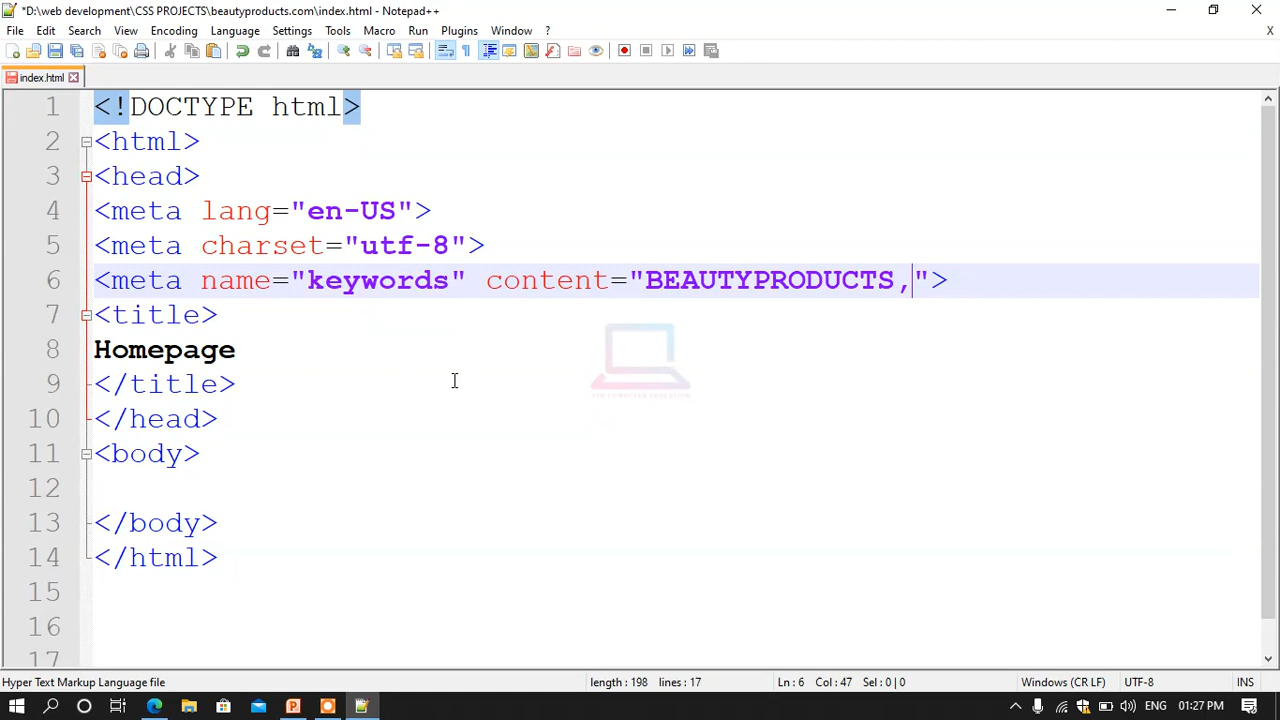 *D:\web development\CSS PROJECTS\beautyproducts.com\index.html - Notepad++
File Edit Search View Encoding Language Settings Tools Macro Run Plugins Window ? X
index.html
1 <!DOCTYPE html>
2 <html>
3 <head>
4 <meta lang="en-US">
5 <meta charset="utf-8">
6 <meta name="keywords" content="BEAUTYPRODUCTS,">
7 <title>
8 Homepage
9 </title>
10 </head>
11 <body>
12
13 </body>
14 </html>
15
16
17
Hyper Text Markup Language file length : 198 lines : 17 Ln : 6 Col : 47 Sel : 0 | 0 Windows (CR LF) UTF-8 INS
ENG 01:27 PM